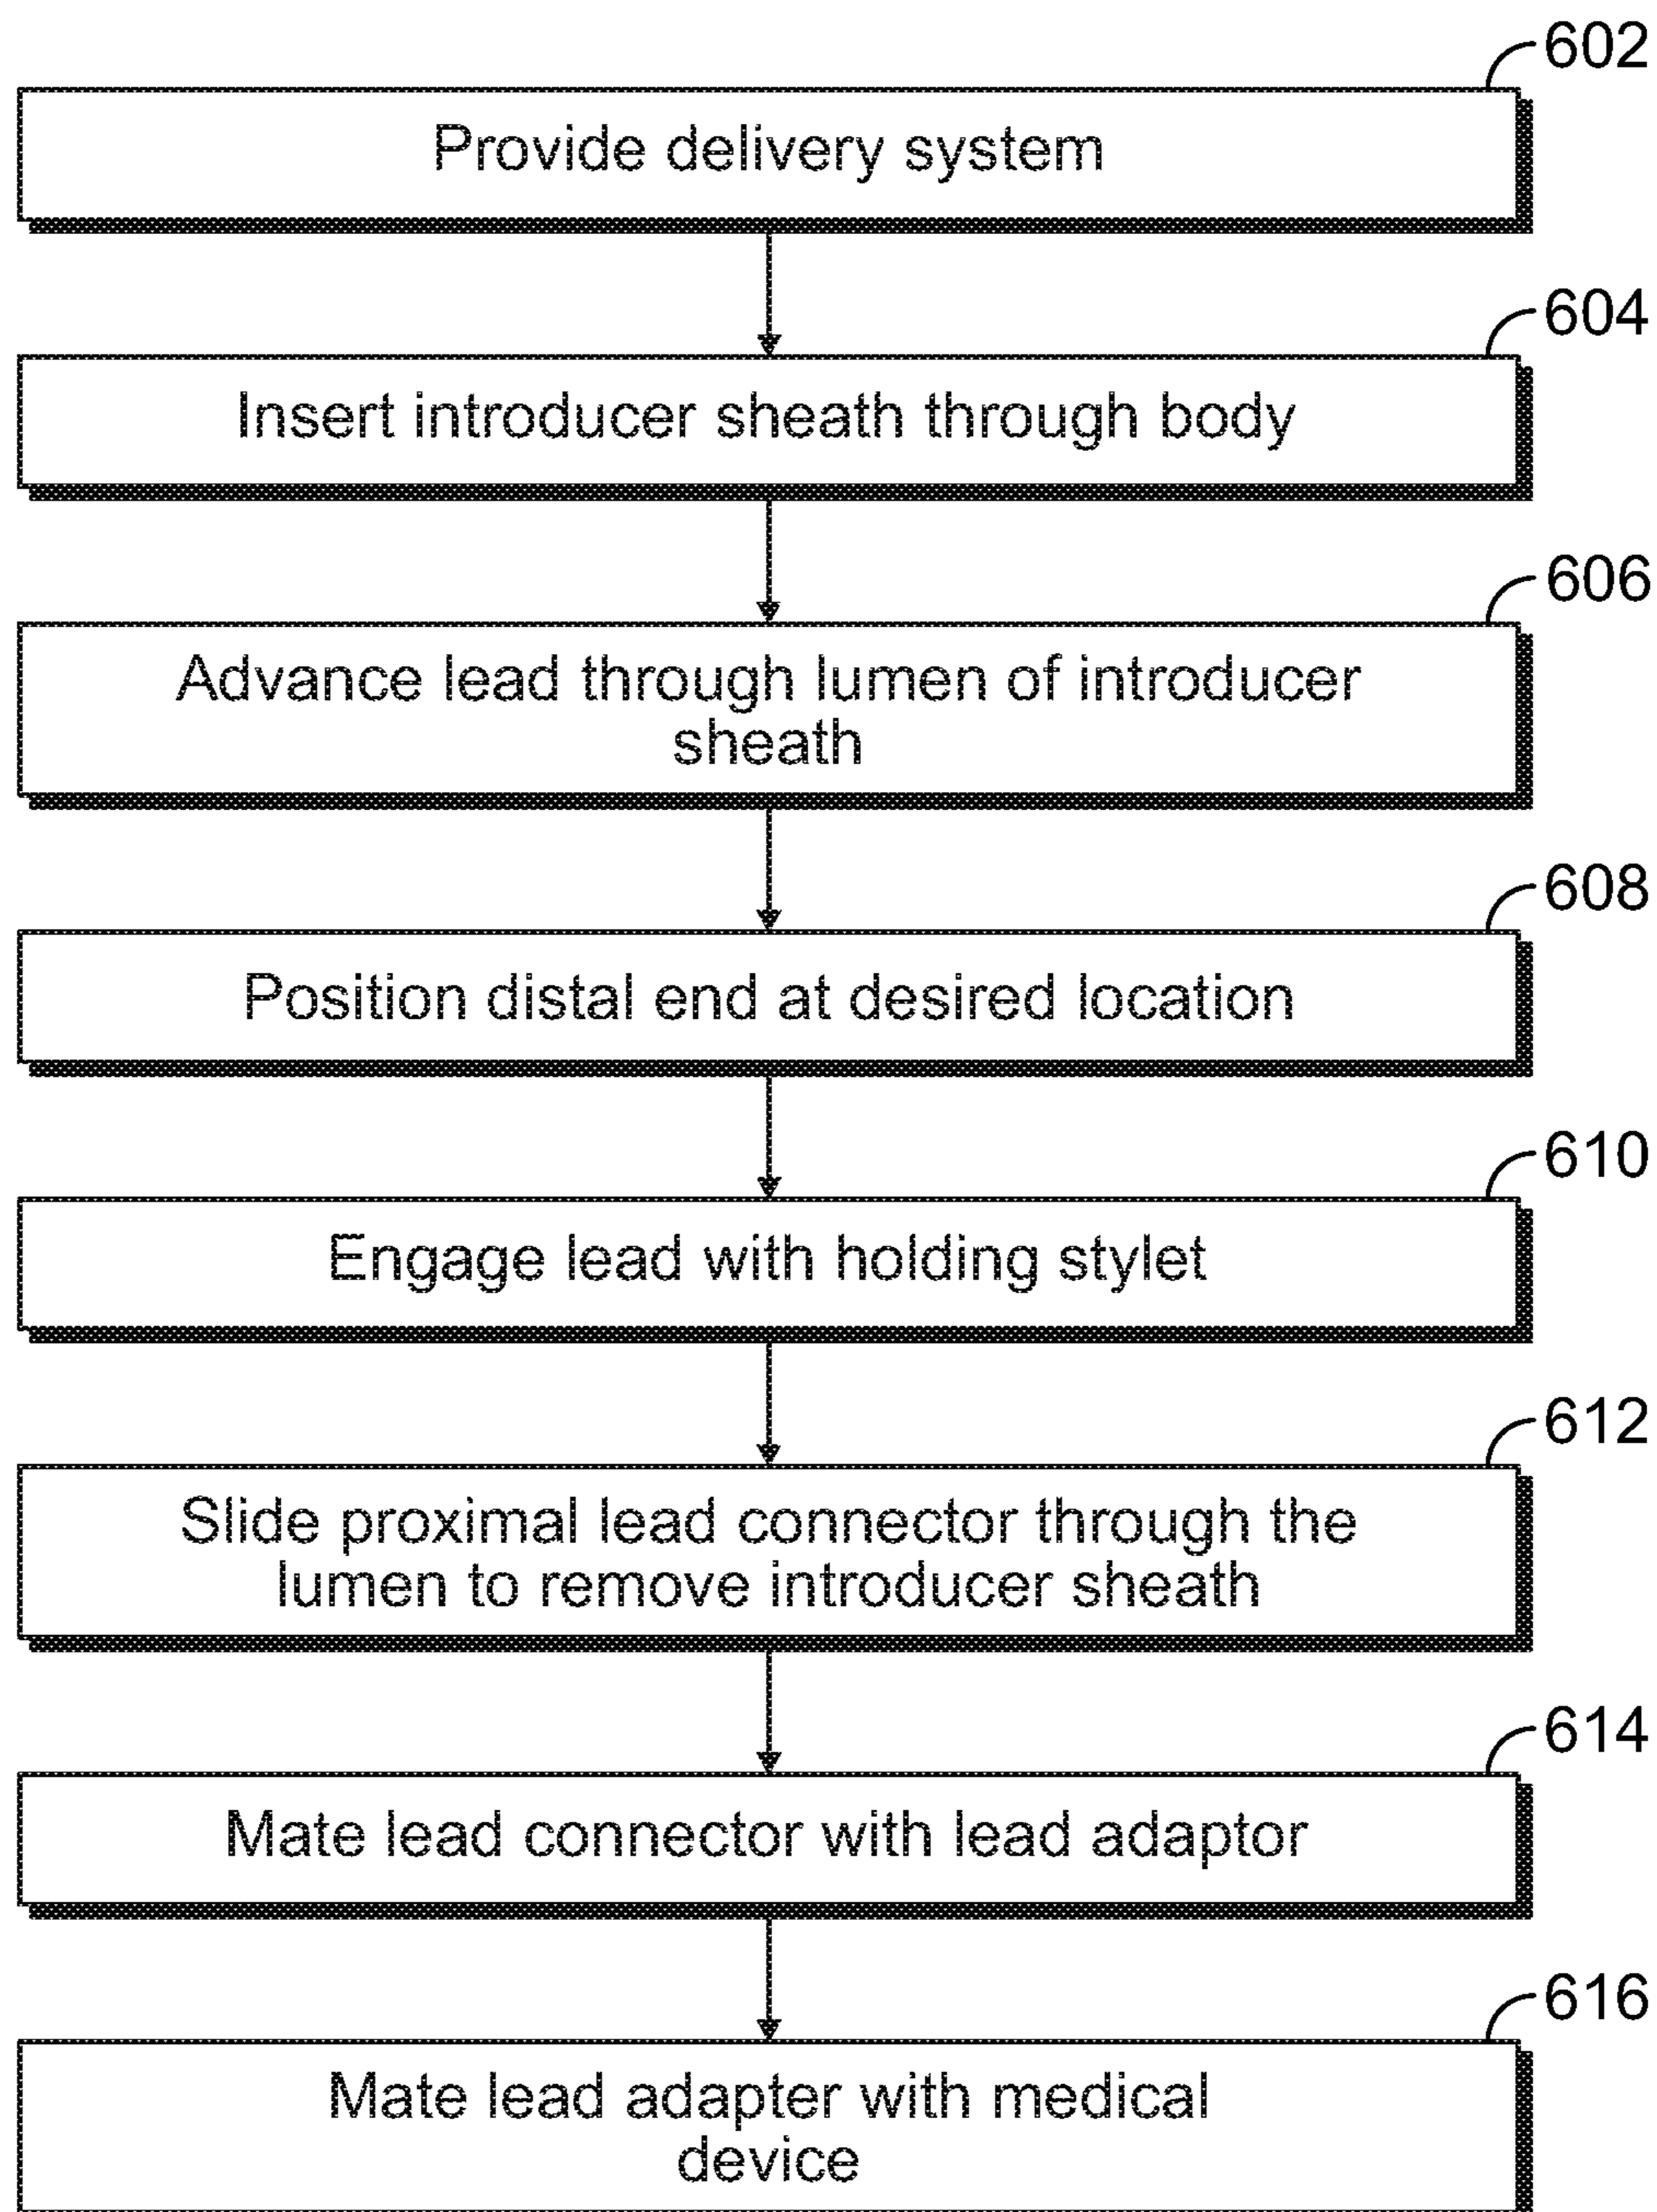 602
Provide delivery system
604
Insert introducer sheath through body
606
Advance lead through lumen of introducer
sheath
608
Position distal end at desired location
610
Engage lead with holding stylet
612
Slide proximal lead connector through the
lumen to remove introducer sheath
614
Mate lead connector with lead adaptor
616
Mate lead adapter with medical
device